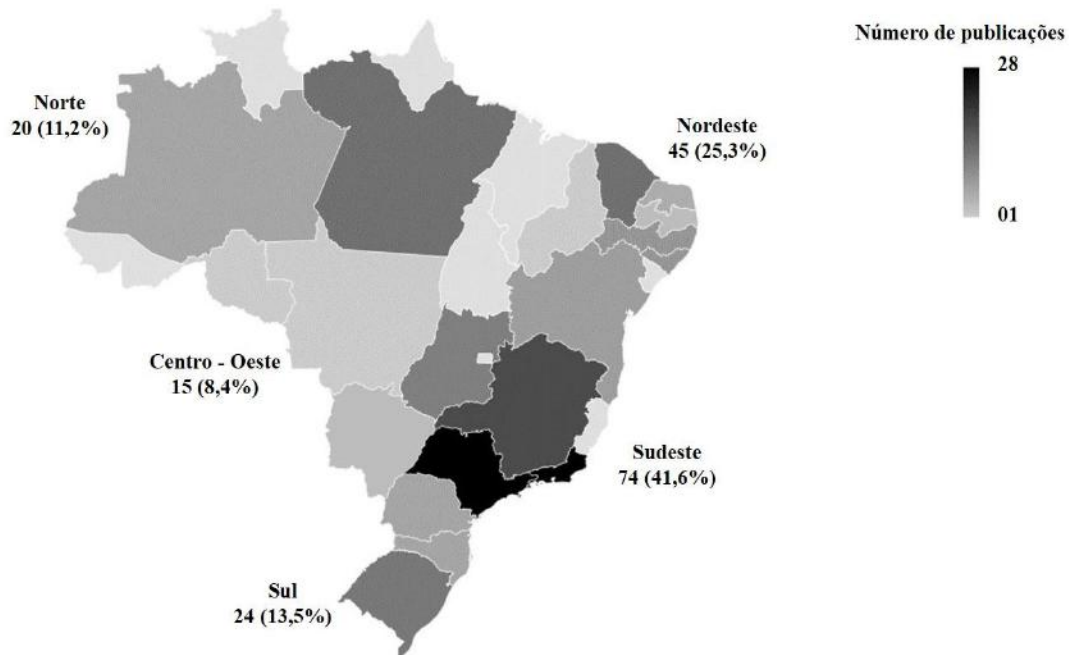 Número de publicações
28
01
Norte
20 (11,2%)
Nordeste
45 (25,3%)
Centro - Oeste
15 (8,4%)
Sudeste
74 (41,6%)
Sul
24 (13,5%)